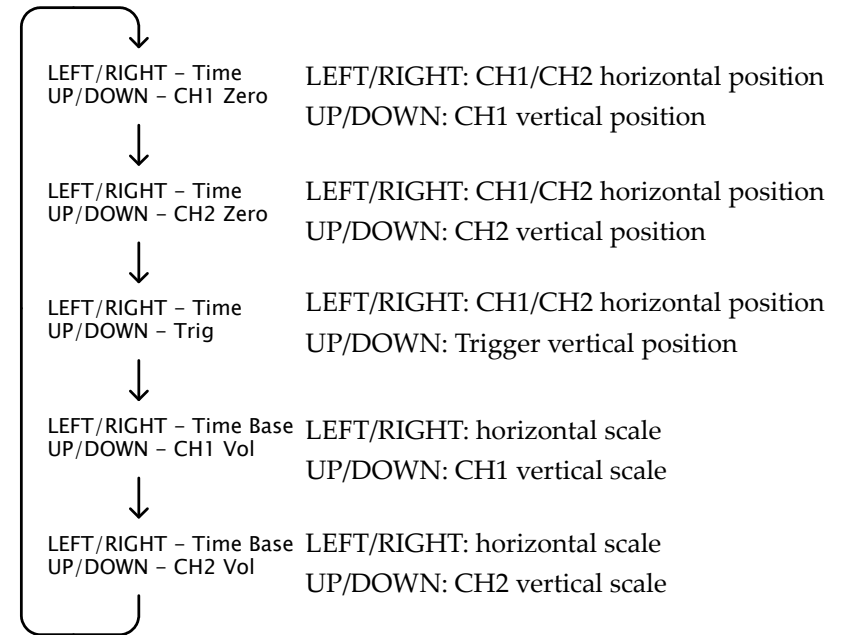 LEFT/RIGHT – Time
UP/DOWN – CH1 Zero
LEFT/RIGHT: CH1/CH2 horizontal position
UP/DOWN: CH1 vertical position
LEFT/RIGHT – Time
UP/DOWN – CH2 Zero
LEFT/RIGHT: CH1/CH2 horizontal position
UP/DOWN: CH2 vertical position
LEFT/RIGHT – Time
UP/DOWN – Trig
LEFT/RIGHT: CH1/CH2 horizontal position
UP/DOWN: Trigger vertical position
LEFT/RIGHT – Time Base
UP/DOWN – CH1 Vol
LEFT/RIGHT: horizontal scale
UP/DOWN: CH1 vertical scale
LEFT/RIGHT – Time Base
UP/DOWN – CH2 Vol
LEFT/RIGHT: horizontal scale
UP/DOWN: CH2 vertical scale